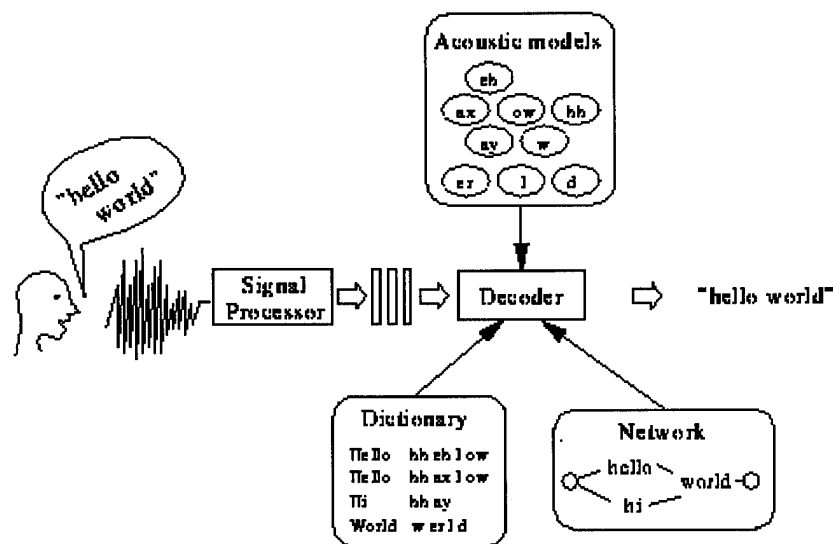 Acoustic models
eh
ax ow hh
ay w
er l d
"hello
world"
Signal
Processor
Decoder
"hello world"
Dictionary
Hello hh eh l ow
Hello hh ax l ow
Hi hh ay
World w er l d
Network
hello
world
hi